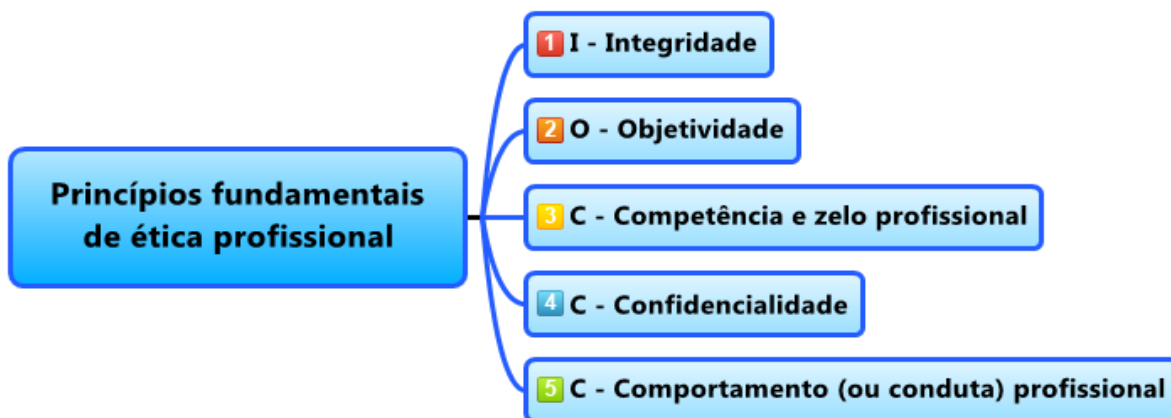 Princípios fundamentais
de ética profissional
1 I - Integridade
2 O - Objetividade
3 C - Competência e zelo profissional
4 C - Confidencialidade
5 C - Comportamento (ou conduta) profissional